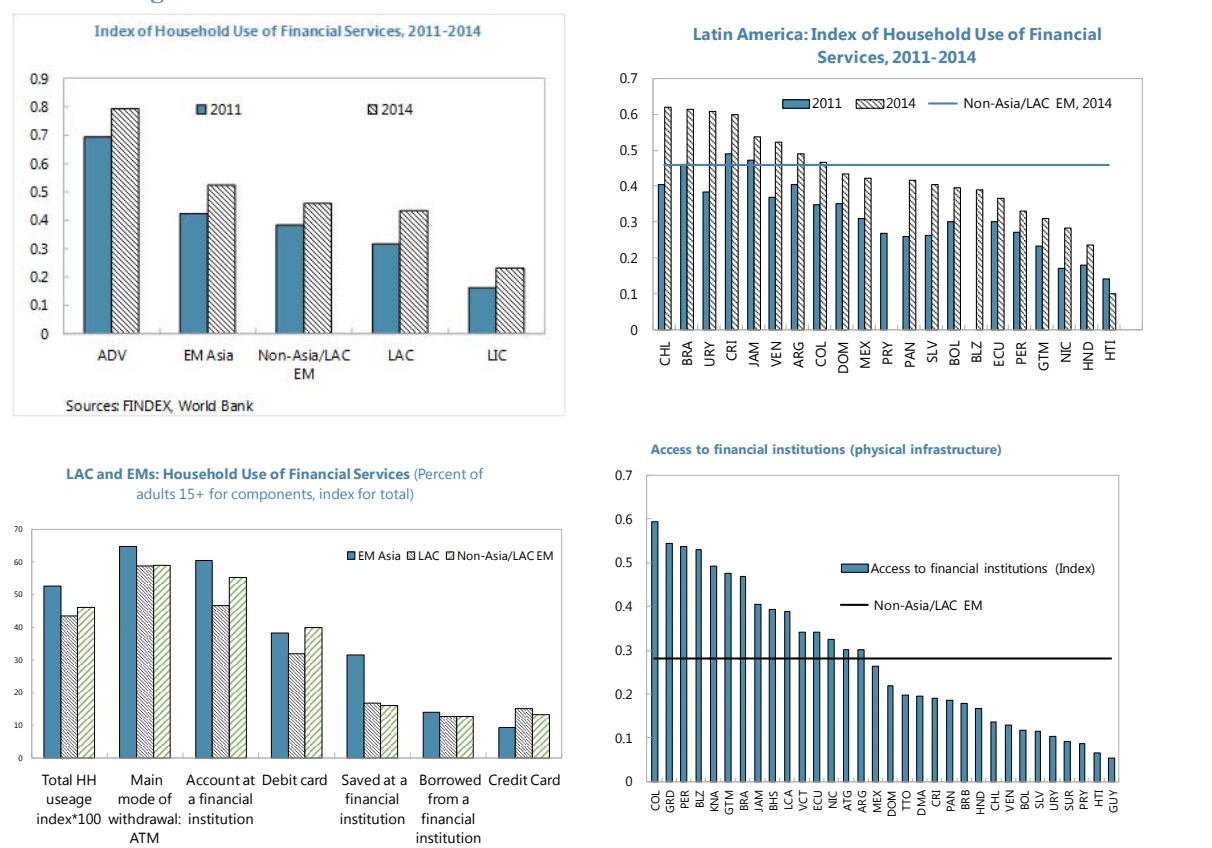 Index of Household Use of Financial Services, 2011-2014
0.9
0.8
0.7
0.6
0.5
0.4
0.3
0.2
0.1
0
2011
2014
ADV
EM Asia
Non-Asia/LAC
EM
LAC
LIC
Sources: FINDEX, World Bank
Latin America: Index of Household Use of Financial
Services, 2011-2014
0.7
0.6
0.5
0.4
0.3
0.2
0.1
0
2011
2014
Non-Asia/LAC EM, 2014
CHL
BRA
URY
CRI
JAM
VEN
ARG
COL
DOM
MEX
PRY
PAN
SLV
BOL
BLZ
ECU
PER
GTM
NIC
HND
HTI
LAC and EMs: Household Use of Financial Services (Percent of
adults 15+ for components, index for total)
70
60
50
40
30
20
10
0
EM Asia
LAC
Non-Asia/LAC EM
Total HH
useage
index*100
Main
mode of
withdrawal:
ATM
Account at
a financial
institution
Debit card
Saved at a
financial
institution
Borrowed
from a
financial
institution
Credit Card
Access to financial institutions (physical infrastructure)
0.7
0.6
0.5
0.4
0.3
0.2
0.1
0
Access to financial institutions (Index)
Non-Asia/LAC EM
COL
GRD
PER
BLZ
KNA
GTM
BRA
JAM
BHS
LCA
VCT
ECU
NIC
ATG
ARG
MEX
DOM
TTO
DMA
CRI
PAN
BRB
HND
CHL
VEN
BOL
SLV
URY
SUR
PRY
HTI
GUY